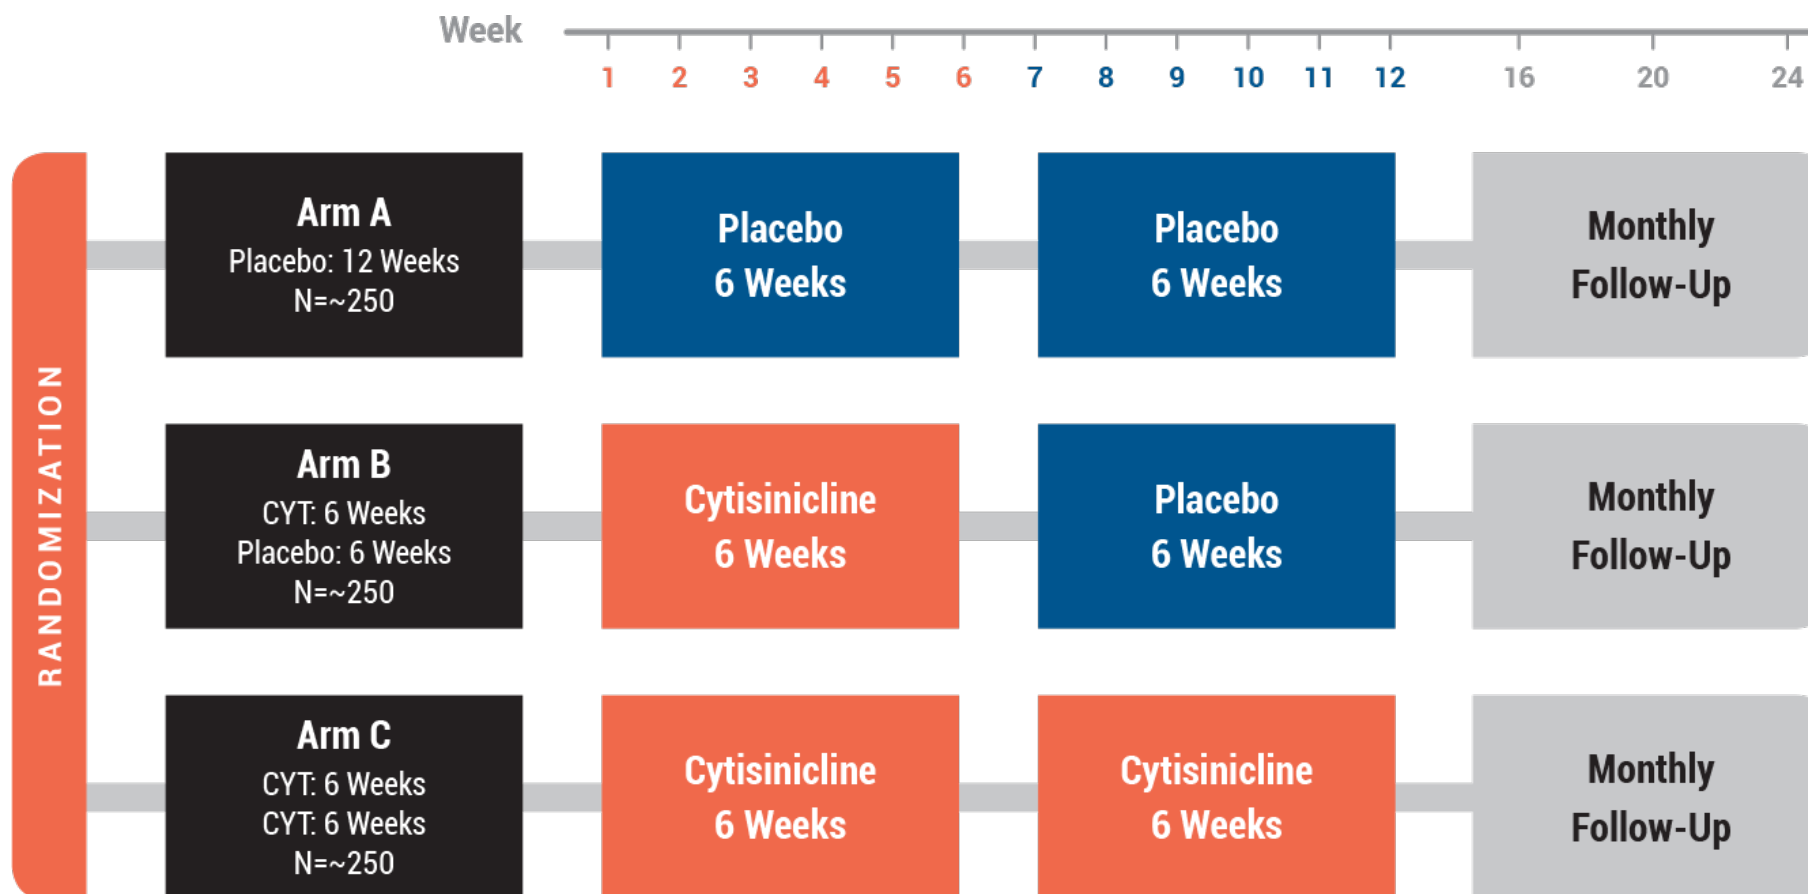 Week
1 2 3 4 5 6 7 8 9 10 11 12 16 20 24
RANDOMIZATION
Arm A
Placebo: 12 Weeks
N=~250
Placebo
6 Weeks
Placebo
6 Weeks
Monthly
Follow-Up
Arm B
CYT: 6 Weeks
Placebo: 6 Weeks
N=~250
Cytisinicline
6 Weeks
Placebo
6 Weeks
Monthly
Follow-Up
Arm C
CYT: 6 Weeks
CYT: 6 Weeks
N=~250
Cytisinicline
6 Weeks
Cytisinicline
6 Weeks
Monthly
Follow-Up